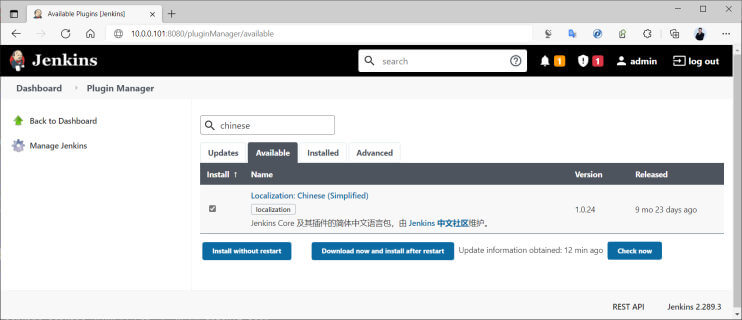 Available Plugins [Jenkins]
10.0.0.101:8080/pluginManager/available
Jenkins
search
1
1
admin
log out
Dashboard
Plugin Manager
Back to Dashboard
Manage Jenkins
chinese
Updates
Available
Installed
Advanced
Install ↑
Name
Version
Released
Localization: Chinese (Simplified)
localization
Jenkins Core 及其插件的简体中文语言包，由 Jenkins 中文社区维护。
1.0.24
9 mo 23 days ago
Install without restart
Download now and install after restart
Update information obtained: 12 min ago
Check now
REST API
Jenkins 2.289.3